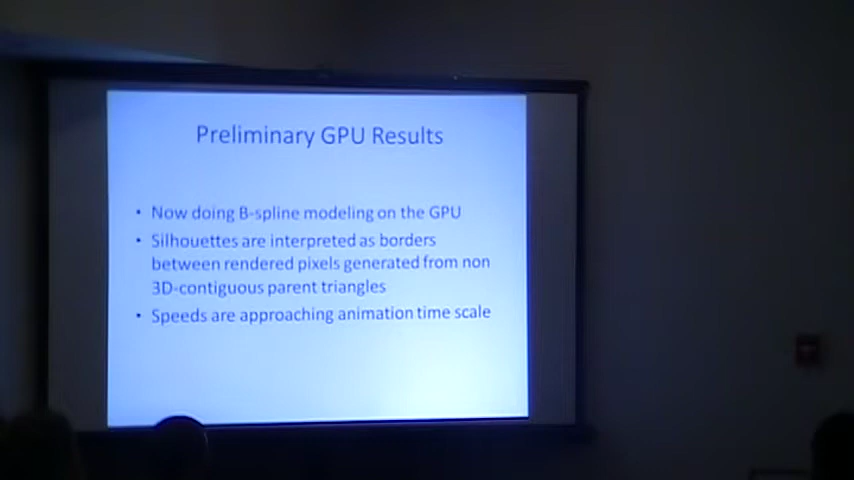 Preliminary GPU Results
• Now doing B-spline modeling on the GPU
• Silhouettes are interpreted as borders
between rendered pixels generated from non
3D-contiguous parent triangles
• Speeds are approaching animation time scale